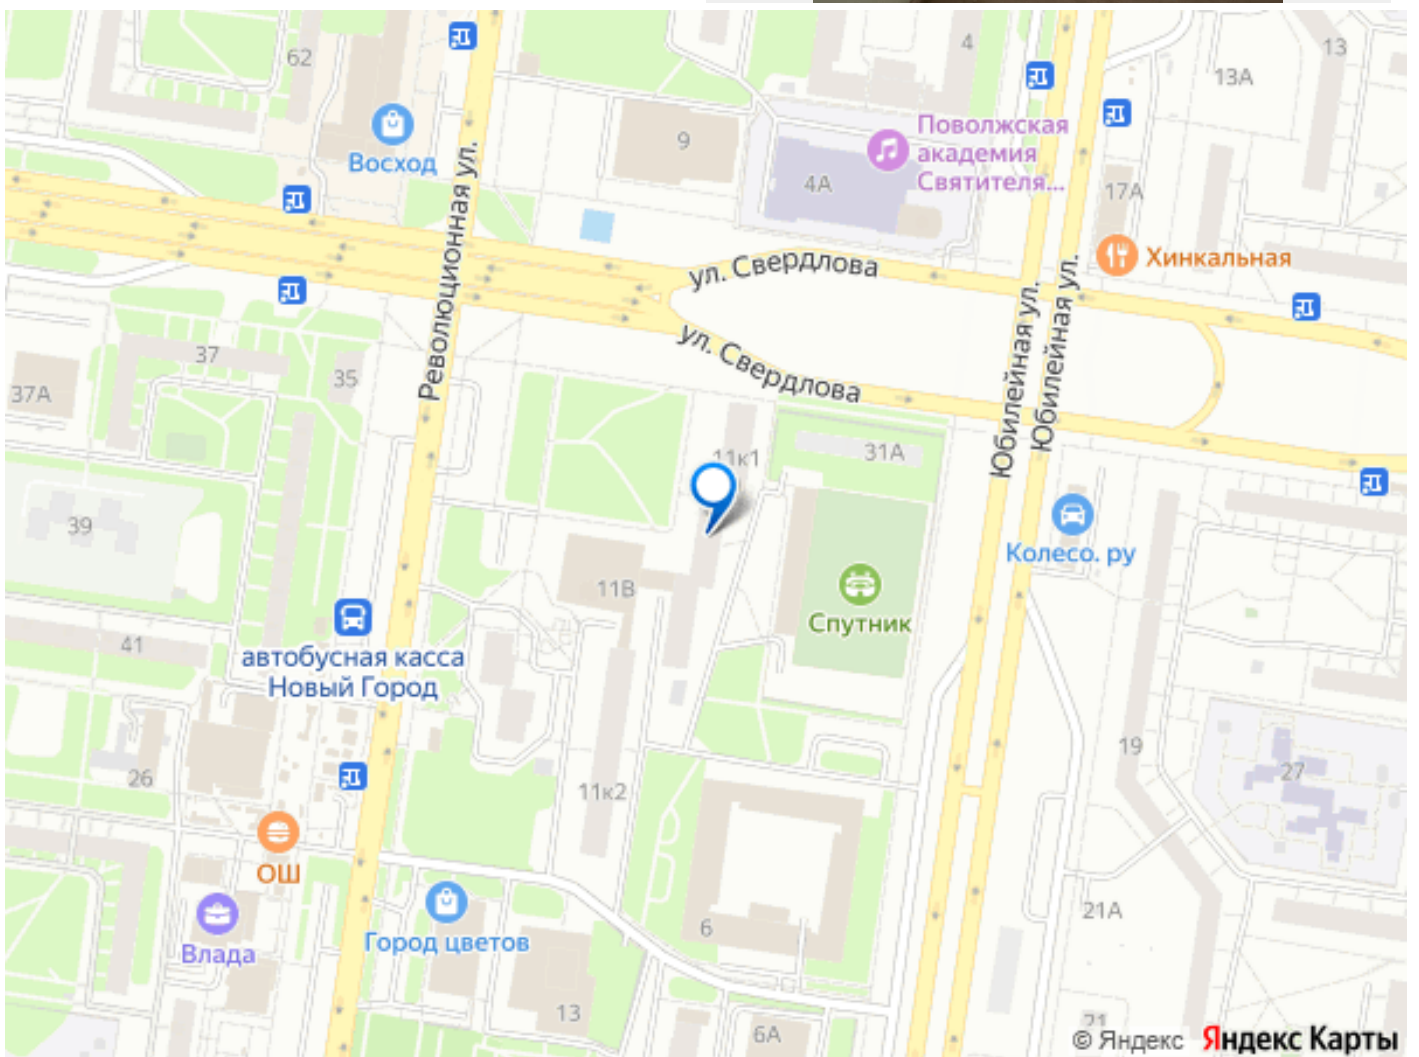 62
4
13
13А
Восход
9
Поволжская
академия
Святителя...
4А
17А
Революционная ул.
ул. Свердлова
Хинкальная
ул. Свердлова
Юбилейная ул.
Юбилейная ул.
37
35
37А
11к1
31А
39
Колесо. ру
11В
Спутник
41
автобусная касса
Новый Город
26
11к2
19
27
ОШ
Влада
Город цветов
6
21А
13
6А
21
© Яндекс Яндекс Карты